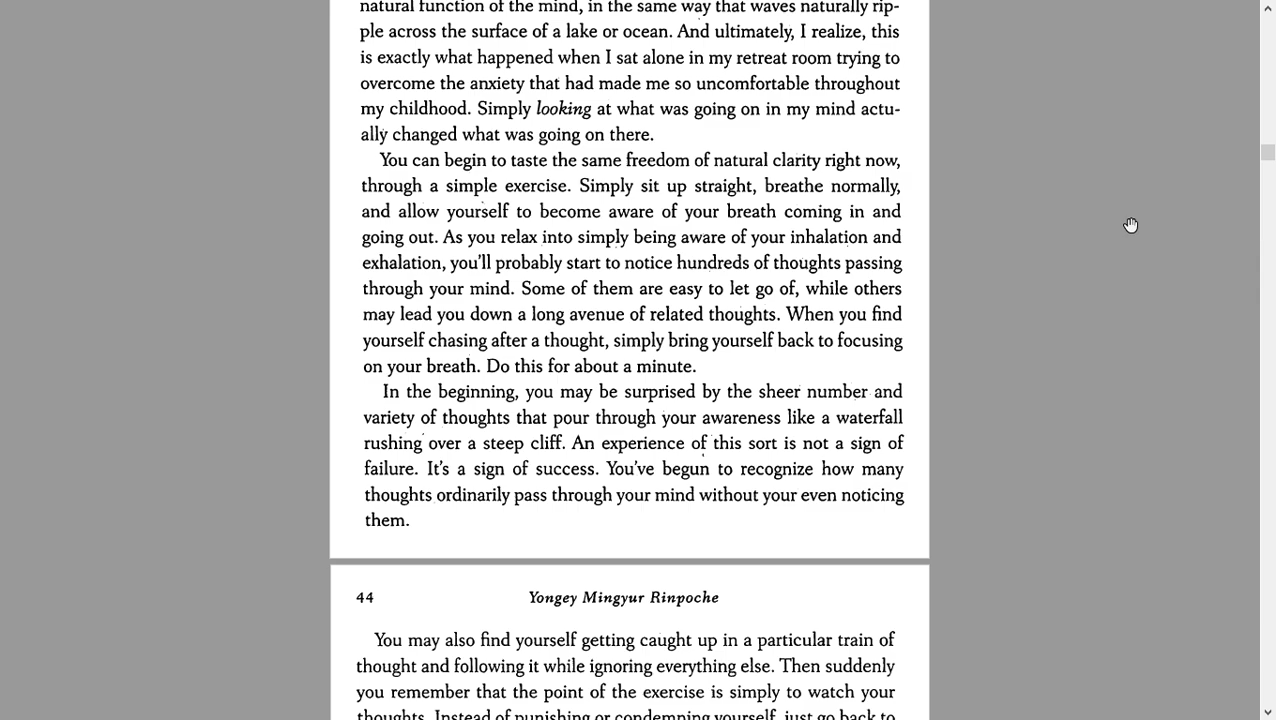 natural function of the mind, in the same way that waves naturally rip-
ple across the surface of a lake or ocean. And ultimately, I realize, this
is exactly what happened when I sat alone in my retreat room trying to
overcome the anxiety that had made me so uncomfortable throughout
my childhood. Simply looking at what was going on in my mind actu-
ally changed what was going on there.
You can begin to taste the same freedom of natural clarity right now,
through a simple exercise. Simply sit up straight, breathe normally,
and allow yourself to become aware of your breath coming in and
going out. As you relax into simply being aware of your inhalation and
exhalation, you'll probably start to notice hundreds of thoughts passing
through your mind. Some of them are easy to let go of, while others
may lead you down a long avenue of related thoughts. When you find
yourself chasing after a thought, simply bring yourself back to focusing
on your breath. Do this for about a minute.
In the beginning, you may be surprised by the sheer number and
variety of thoughts that pour through your awareness like a waterfall
rushing over a steep cliff. An experience of this sort is not a sign of
failure. It's a sign of success. You've begun to recognize how many
thoughts ordinarily pass through your mind without your even noticing
them.
44 Yongey Mingyur Rinpoche
You may also find yourself getting caught up in a particular train of
thought and following it while ignoring everything else. Then suddenly
you remember that the point of the exercise is simply to watch your
thoughts. Instead of punishing or condemning yourself, just go back to